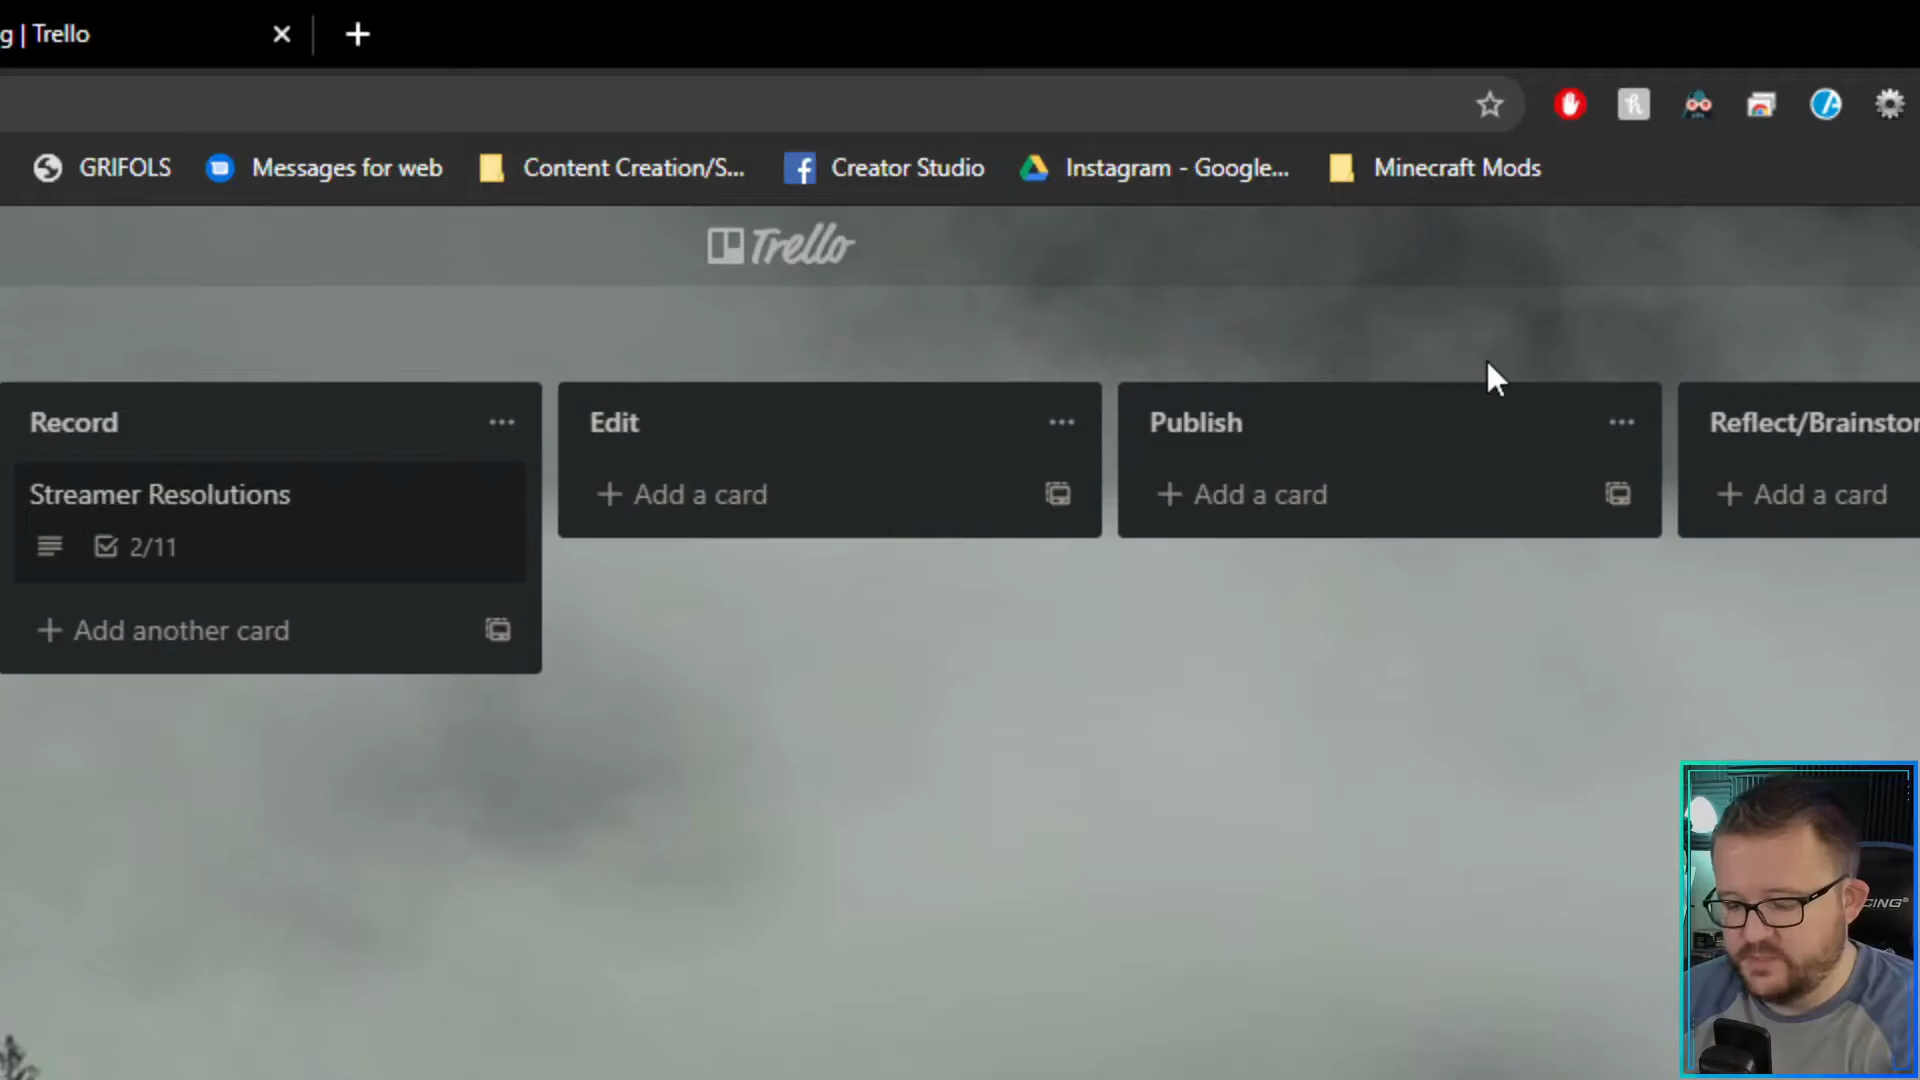 g | Trello
GRIFOLS
Messages for web
Content Creation/S...
Creator Studio
Instagram - Google...
Minecraft Mods
Trello
Record
Streamer Resolutions
2/11
+ Add another card
Edit
+ Add a card
Publish
+ Add a card
Reflect/Brainstor
+ Add a card
CING